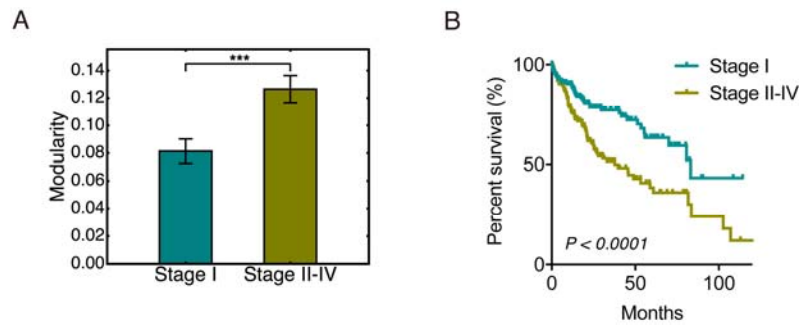 A
Modularity
0.14
0.12
0.10
0.08
0.06
0.04
0.02
0.00
***
Stage I
Stage II-IV
B
Percent survival (%)
100
50
0
Stage I
Stage II-IV
P < 0.0001
0
50
100
Months